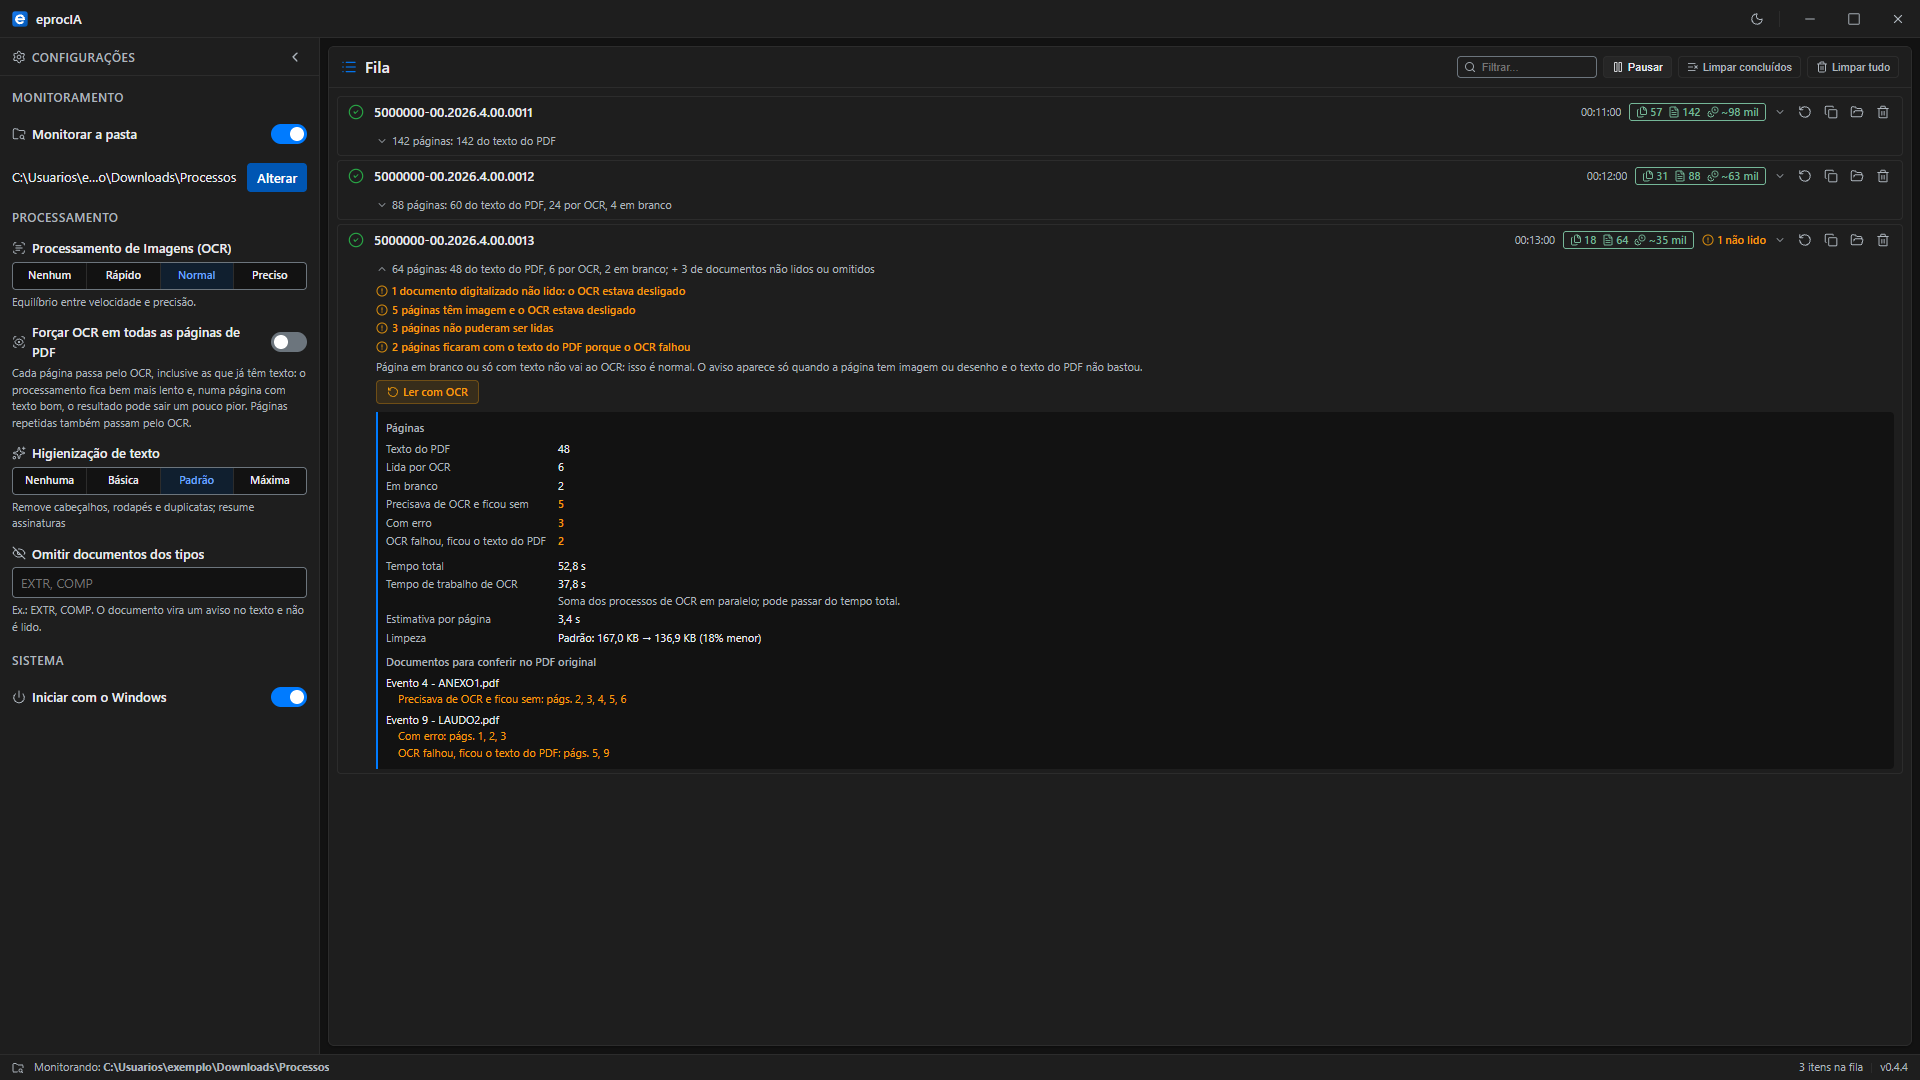 eprocIA
CONFIGURAÇÕES
MONITORAMENTO
Monitorar a pasta
C:\Usuarios\e...o\Downloads\Processos
Alterar
PROCESSAMENTO
Processamento de Imagens (OCR)
Nenhum Rápido Normal Preciso
Equilíbrio entre velocidade e precisão.
Forçar OCR em todas as páginas de
PDF
Cada página passa pelo OCR, inclusive as que já têm texto: o
processamento fica bem mais lento e, numa página com
texto bom, o resultado pode sair um pouco pior. Páginas
repetidas também passam pelo OCR.
Higienização de texto
Nenhuma Básica Padrão Máxima
Remove cabeçalhos, rodapés e duplicatas; resume
assinaturas
Omitir documentos dos tipos
EXTR, COMP
Ex.: EXTR, COMP. O documento vira um aviso no texto e não
é lido.
SISTEMA
Iniciar com o Windows
Fila
Filtrar...
Pausar
Limpar concluídos
Limpar tudo
5000000-00.2026.4.00.0011
00:11:00 57 142 ~98 mil
142 páginas: 142 do texto do PDF
5000000-00.2026.4.00.0012
00:12:00 31 88 ~63 mil
88 páginas: 60 do texto do PDF, 24 por OCR, 4 em branco
5000000-00.2026.4.00.0013
00:13:00 18 64 ~35 mil 1 não lido
64 páginas: 48 do texto do PDF, 6 por OCR, 2 em branco; + 3 de documentos não lidos ou omitidos
1 documento digitalizado não lido: o OCR estava desligado
5 páginas têm imagem e o OCR estava desligado
3 páginas não puderam ser lidas
2 páginas ficaram com o texto do PDF porque o OCR falhou
Página em branco ou só com texto não vai ao OCR: isso é normal. O aviso aparece só quando a página tem imagem ou desenho e o texto do PDF não bastou.
Ler com OCR
Páginas
Texto do PDF 48
Lida por OCR 6
Em branco 2
Precisava de OCR e ficou sem 5
Com erro 3
OCR falhou, ficou o texto do PDF 2
Tempo total 52,8 s
Tempo de trabalho de OCR 37,8 s
Soma dos processos de OCR em paralelo; pode passar do tempo total.
Estimativa por página 3,4 s
Limpeza Padrão: 167,0 KB → 136,9 KB (18% menor)
Documentos para conferir no PDF original
Evento 4 - ANEXO1.pdf
Precisava de OCR e ficou sem: págs. 2, 3, 4, 5, 6
Evento 9 - LAUDO2.pdf
Com erro: págs. 1, 2, 3
OCR falhou, ficou o texto do PDF: págs. 5, 9
Monitorando: C:\Usuarios\exemplo\Downloads\Processos
3 itens na fila v0.4.4